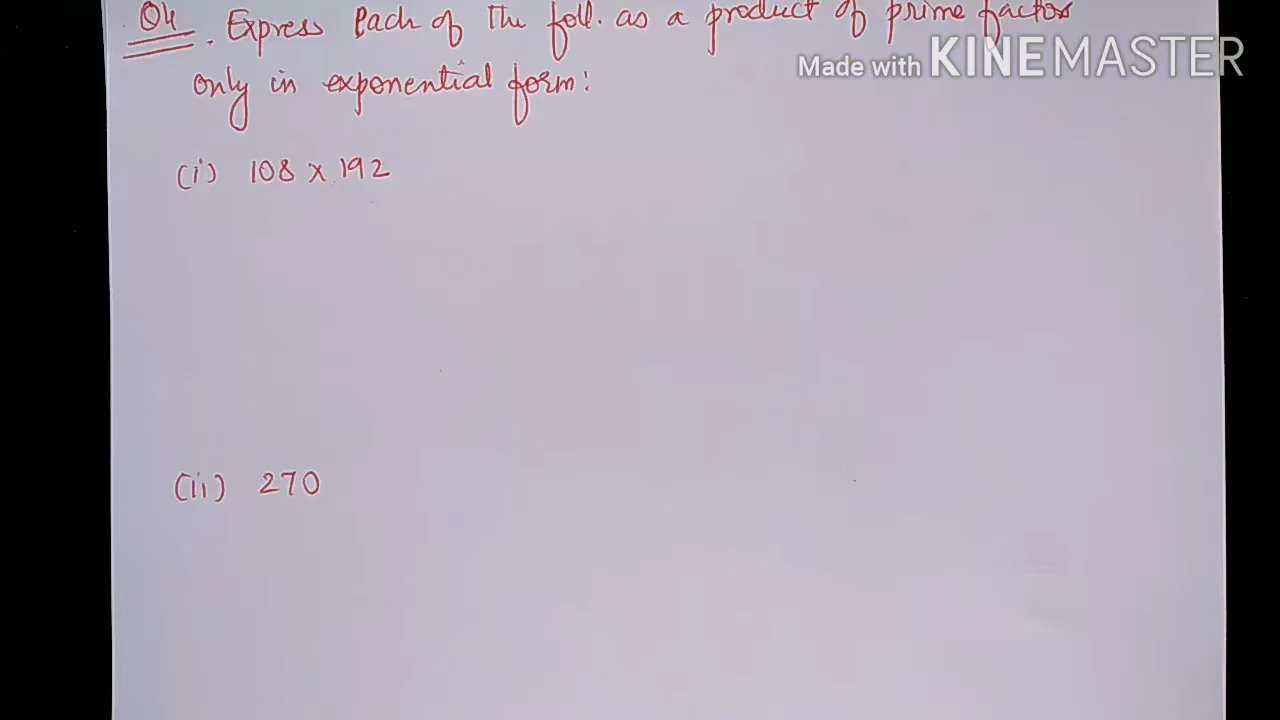 Q4. Express Each of the foll. as a product of prime factors
Made with KINEMASTER
only in exponential form:
(i) 108 x 192
(ii) 270